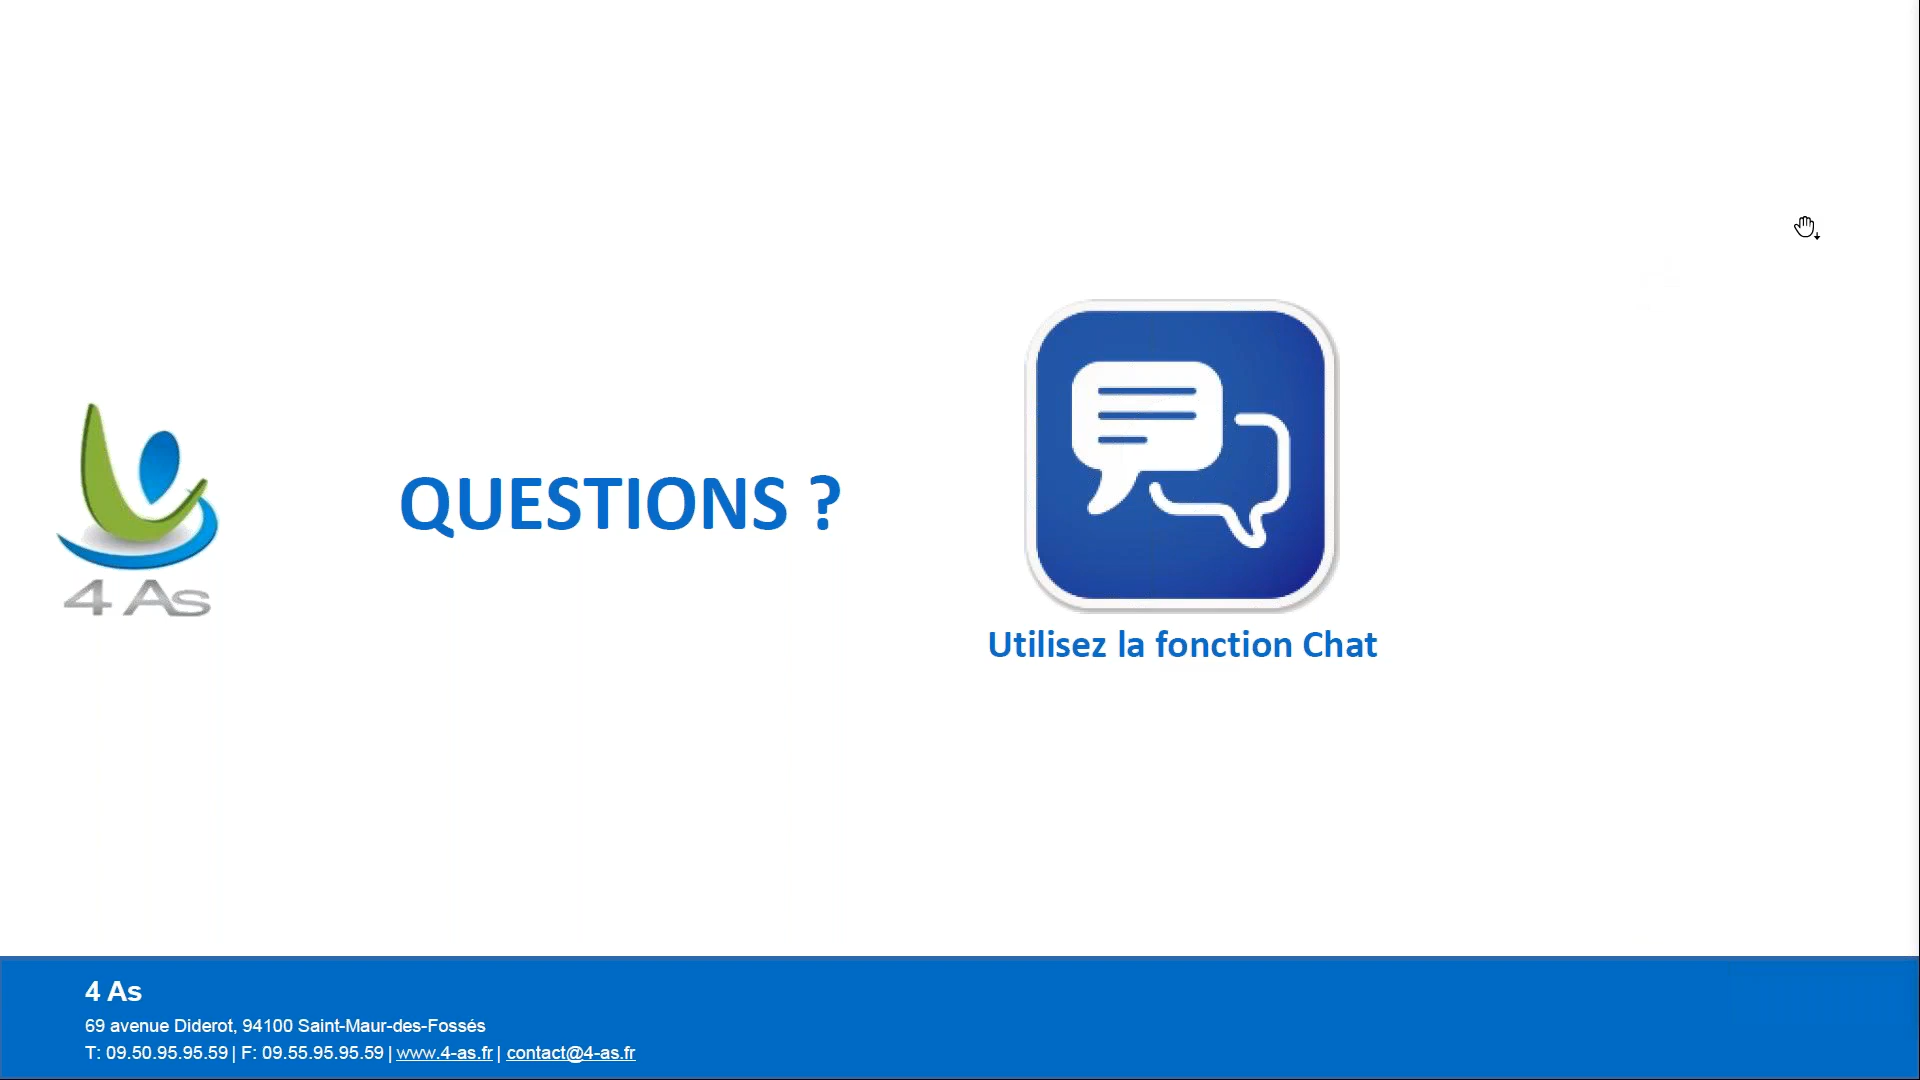 4 As
QUESTIONS ?
Utilisez la fonction Chat
4 As
69 avenue Diderot, 94100 Saint-Maur-des-Fossés
T: 09.50.95.95.59 | F: 09.55.95.95.59 | www.4-as.fr | contact@4-as.fr